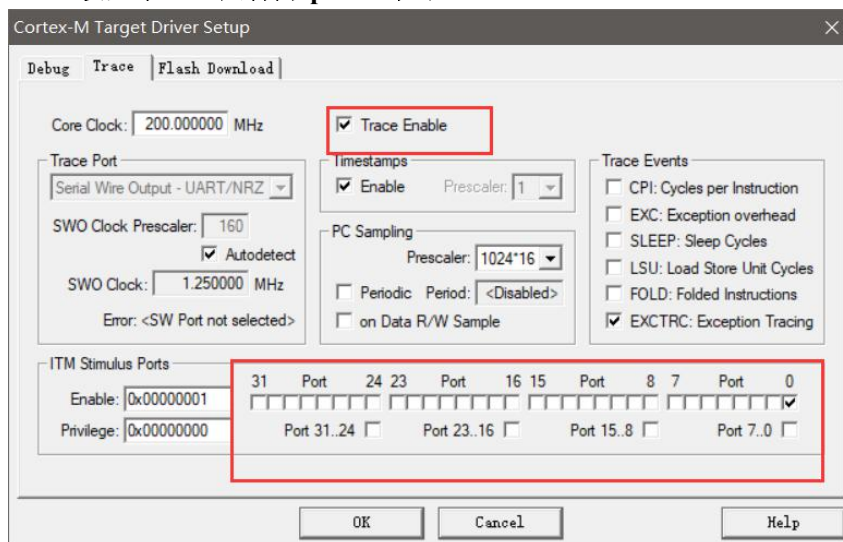 Cortex-M Target Driver Setup
Debug Trace Flash Download
Core Clock: 200.000000 MHz
Trace Enable
Trace Port
Serial Wire Output - UART/NRZ
SWO Clock Prescaler: 160
Autodetect
SWO Clock: 1.250000 MHz
Error: <SW Port not selected>
Timestamps
Enable Prescaler: 1
PC Sampling
Prescaler: 1024*16
Periodic Period: <Disabled>
on Data R/W Sample
Trace Events
CPI: Cycles per Instruction
EXC: Exception overhead
SLEEP: Sleep Cycles
LSU: Load Store Unit Cycles
FOLD: Folded Instructions
EXCTRC: Exception Tracing
ITM Stimulus Ports
31 Port 24 23 Port 16 15 Port 8 7 Port 0
Enable: 0x00000001
Privilege: 0x00000000
Port 31..24 Port 23..16 Port 15..8 Port 7..0
OK Cancel Help